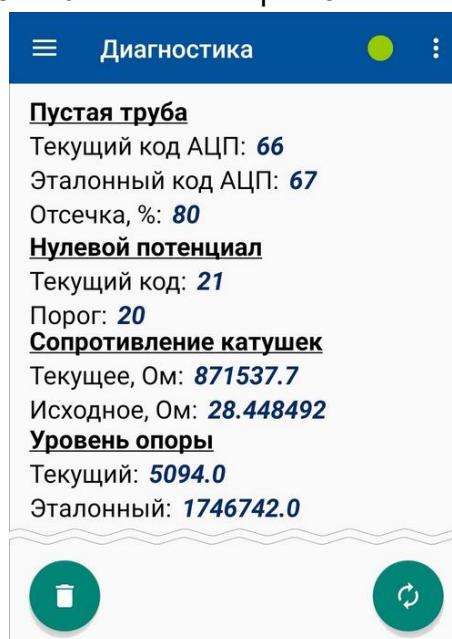 Диагностика
Пустая труба
Текущий код АЦП: 66
Эталонный код АЦП: 67
Отсечка, %: 80
Нулевой потенциал
Текущий код: 21
Порог: 20
Сопротивление катушек
Текущее, Ом: 871537.7
Исходное, Ом: 28.448492
Уровень опоры
Текущий: 5094.0
Эталонный: 1746742.0